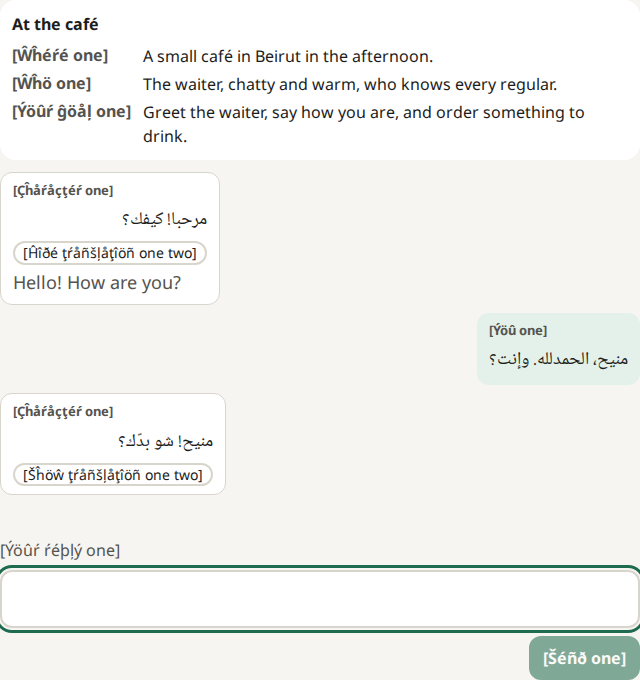 At the café
[Ŵĥéŕé one] A small café in Beirut in the afternoon.
[Ŵĥö one] The waiter, chatty and warm, who knows every regular.
[Ýöûŕ ĝöåļ one] Greet the waiter, say how you are, and order something to
drink.
[Çĥåŕåçţéŕ one]
مرحبا! كيفك؟
[Ĥîðé ţŕåñšļåţîöñ one two]
Hello! How are you?
[Ýöû one]
منيح، الحمدلله. وإنت؟
[Çĥåŕåçţéŕ one]
منيح! شو بدّك؟
[Šĥöŵ ţŕåñšļåţîöñ one two]
[Ýöûŕ ŕéþļý one]
[Šéñð one]